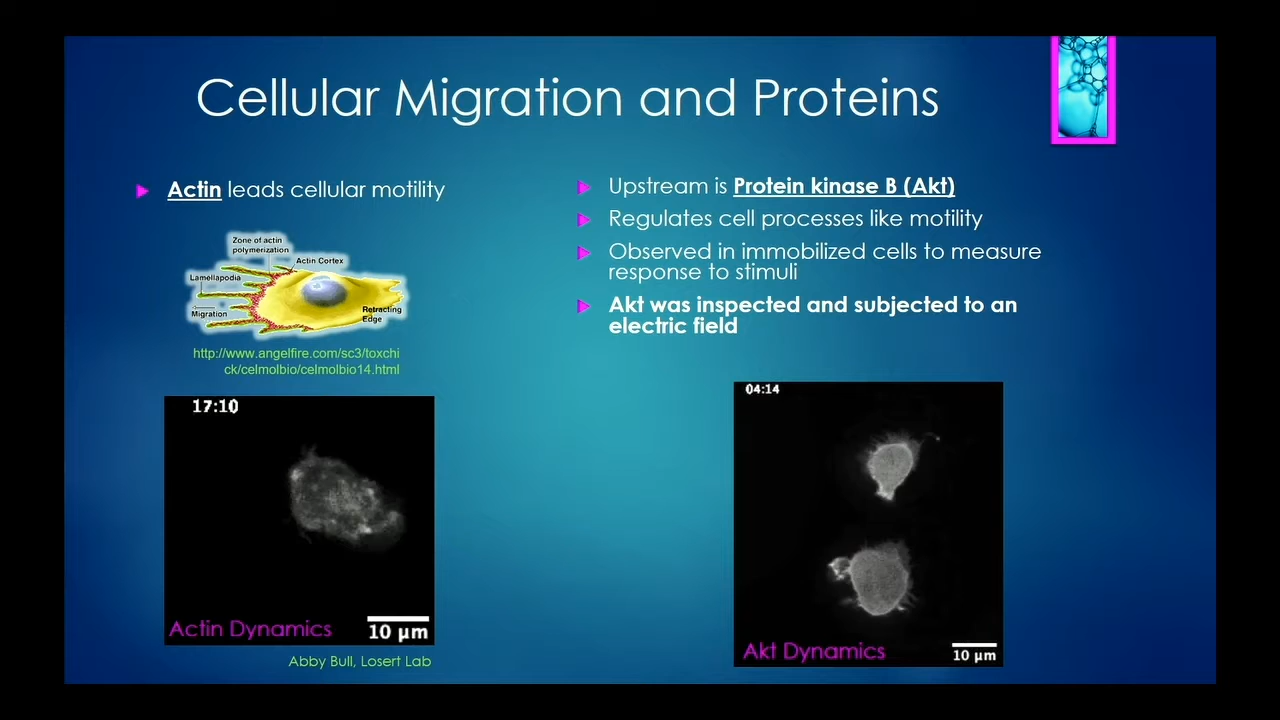 Cellular Migration and Proteins
Actin leads cellular motility
Zone of actin
polymerization
Actin Cortex
Lamellapodia
Migration
Retracting
Edge
http://www.angelfire.com/sc3/toxchi
ck/celmolbio/celmolbio14.html
17:10
Actin Dynamics
10 µm
Abby Bull, Losert Lab
Upstream is Protein kinase B (Akt)
Regulates cell processes like motility
Observed in immobilized cells to measure
response to stimuli
Akt was inspected and subjected to an
electric field
04:14
Akt Dynamics
10 µm